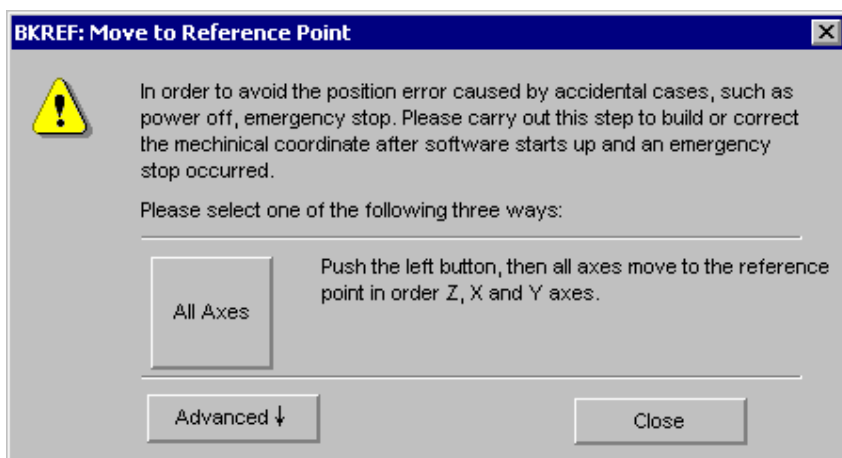 BKREF: Move to Reference Point
In order to avoid the position error caused by accidental cases, such as
power off, emergency stop. Please carry out this step to build or correct
the mechinical coordinate after software starts up and an emergency
stop occurred.
Please select one of the following three ways:
All Axes
Push the left button, then all axes move to the reference
point in order Z, X and Y axes.
Advanced ↓
Close